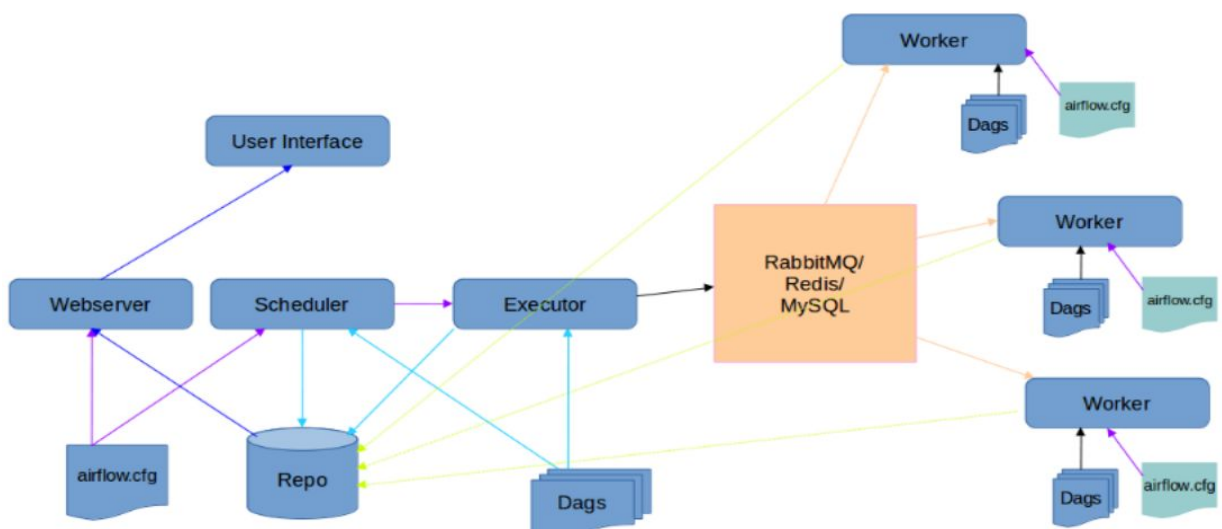 Worker
airflow.cfg
Dags
User Interface
Worker
RabbitMQ/
Redis/
MySQL
Webserver
Scheduler
Executor
airflow.cfg
Dags
Worker
airflow.cfg
Repo
Dags
airflow.cfg
Dags